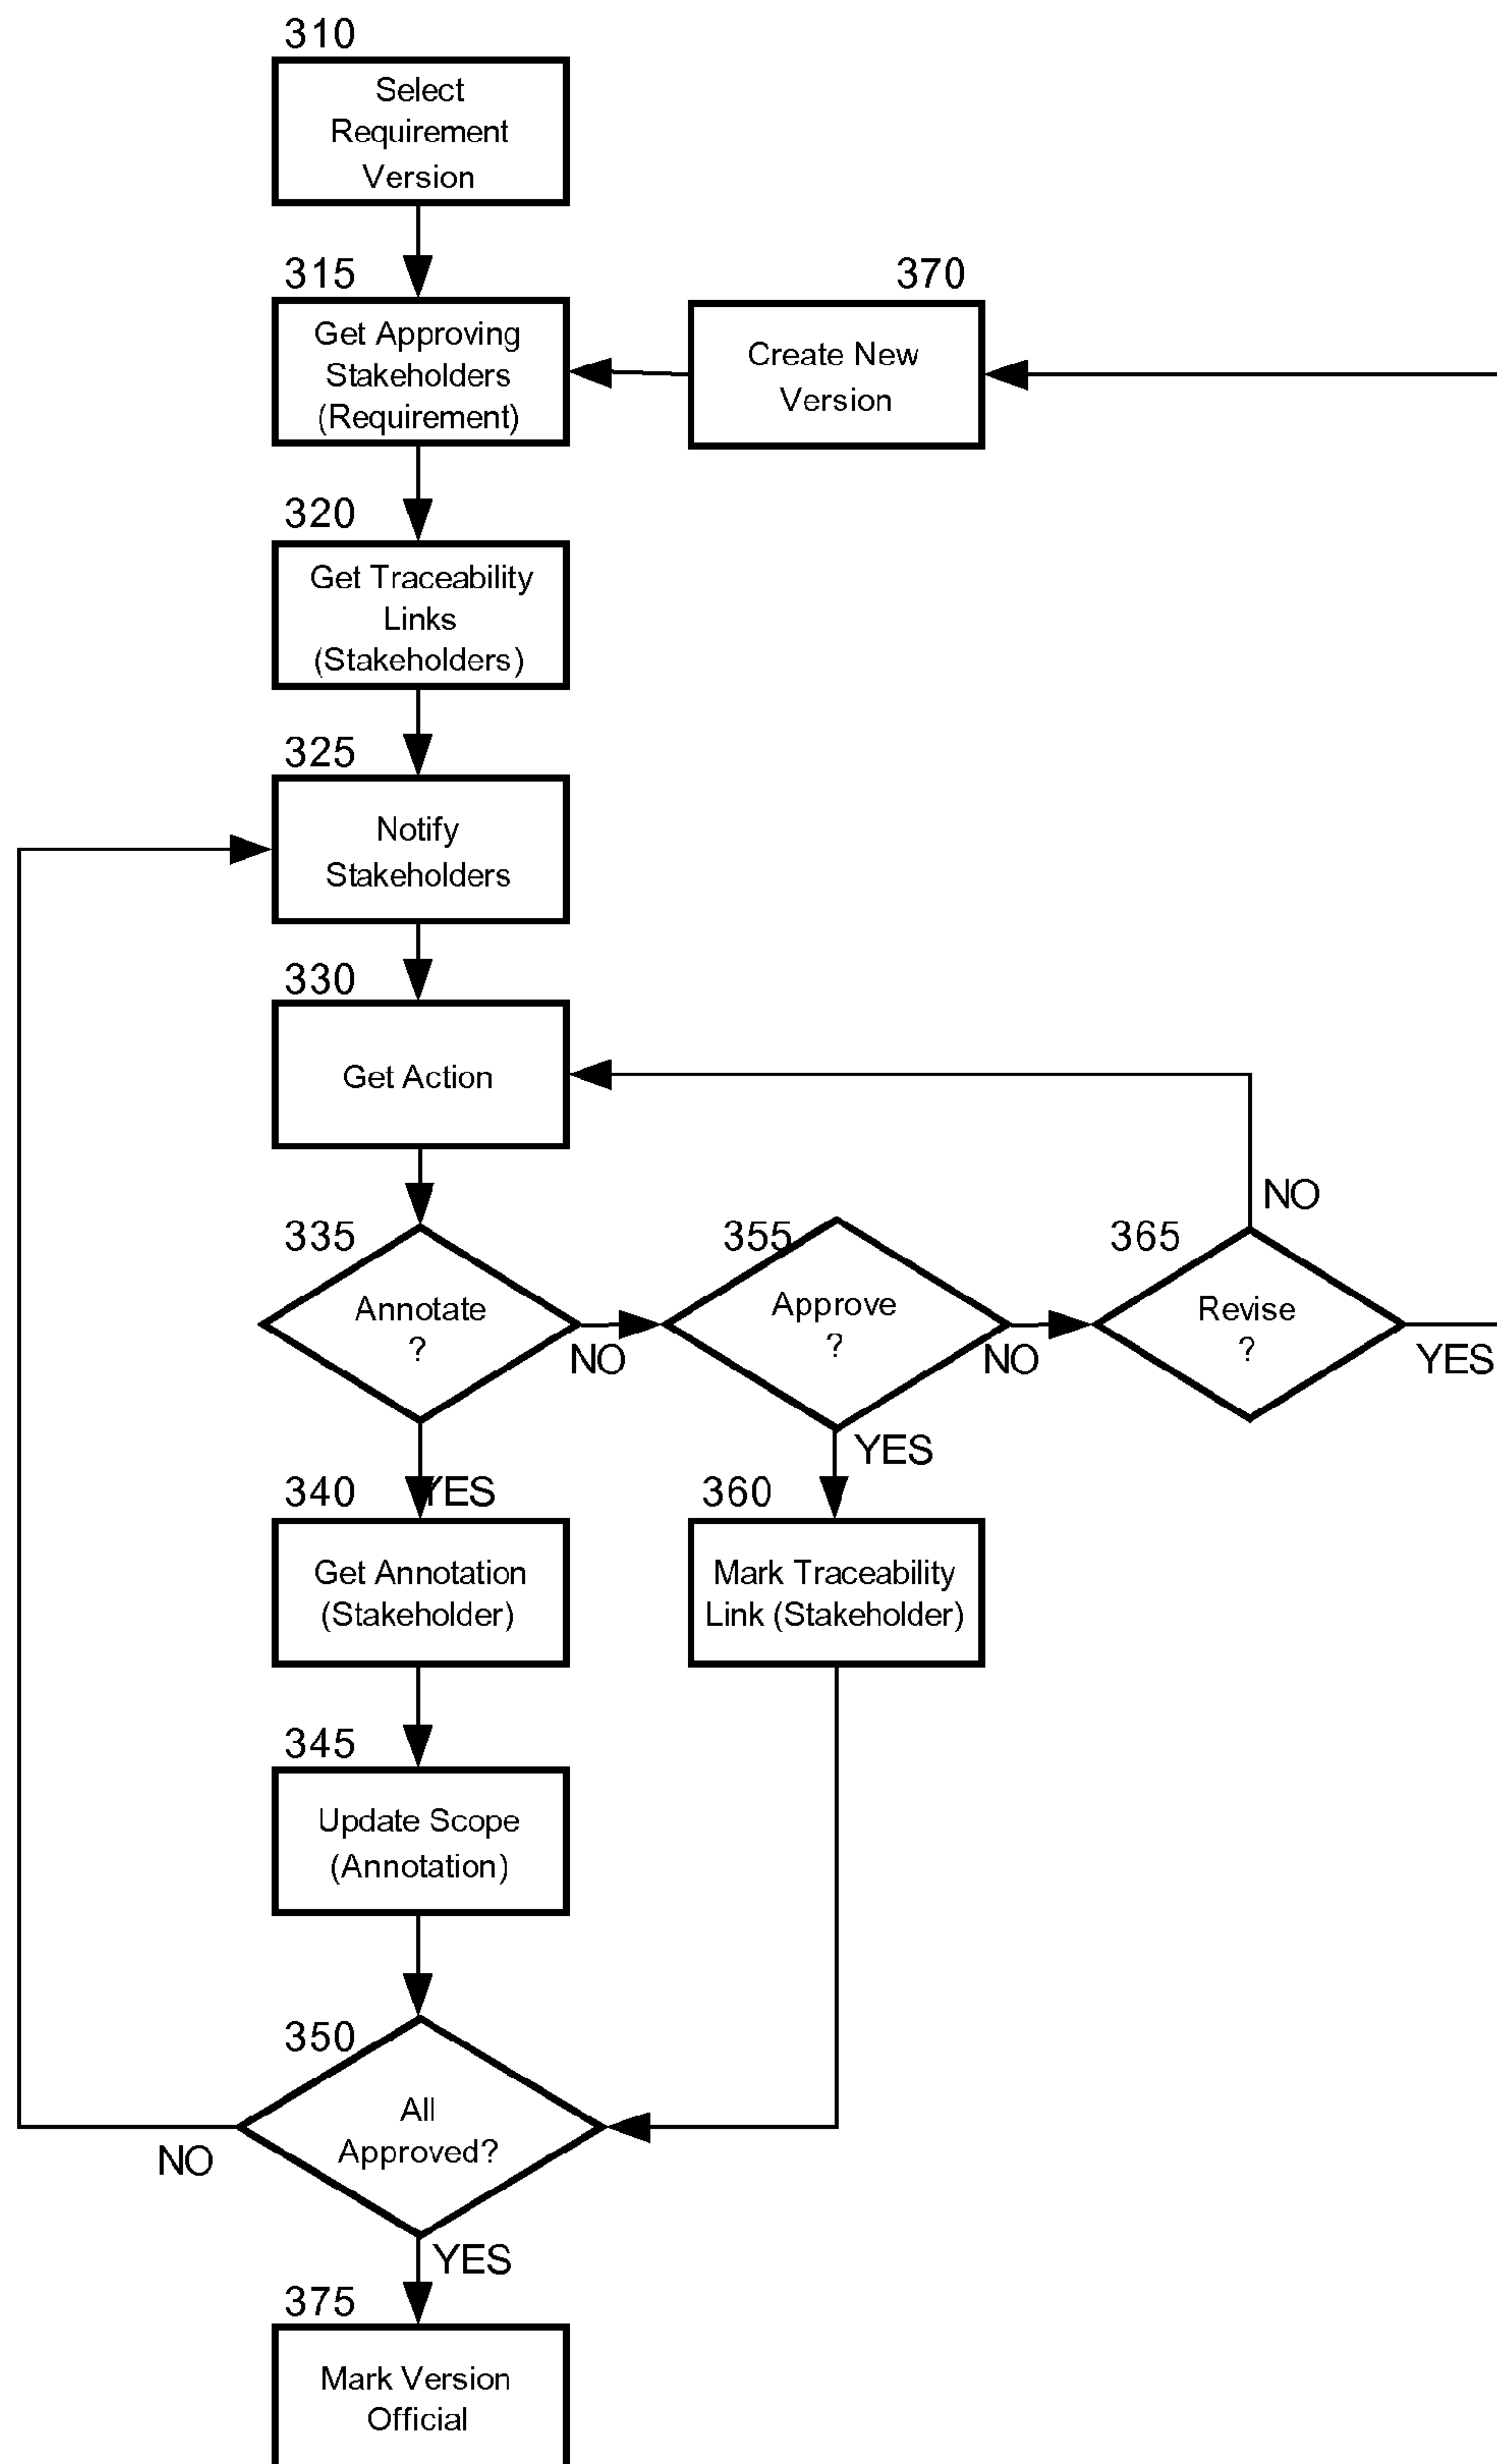 310
Select
Requirement
Version
315
Get Approving
Stakeholders
(Requirement)
370
Create New
Version
320
Get Traceability
Links
(Stakeholders)
325
Notify
Stakeholders
330
Get Action
335
Annotate
?
NO
355
Approve
?
NO
365
Revise
?
NO
YES
YES
340
Get Annotation
(Stakeholder)
YES
360
Mark Traceability
Link (Stakeholder)
345
Update Scope
(Annotation)
350
All
Approved?
NO
YES
375
Mark Version
Official